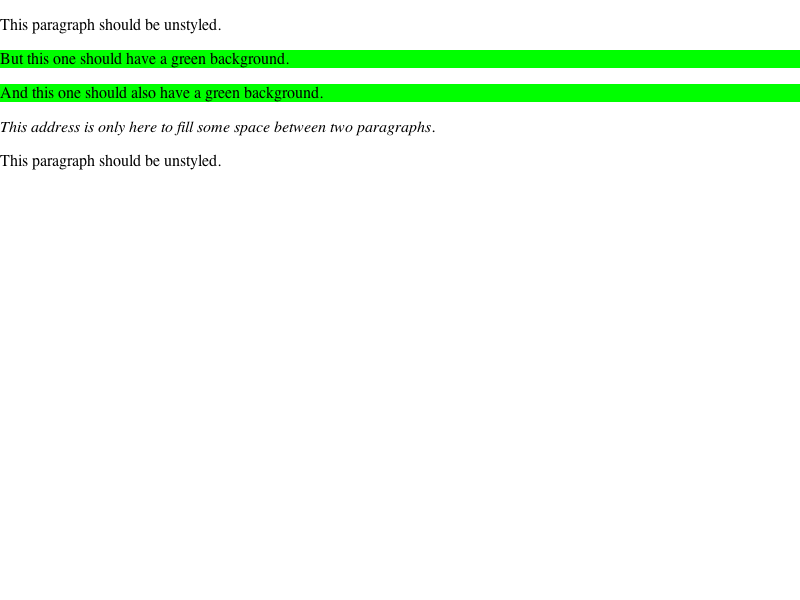 This paragraph should be unstyled.
But this one should have a green background.
And this one should also have a green background.
This address is only here to fill some space between two paragraphs.
This paragraph should be unstyled.